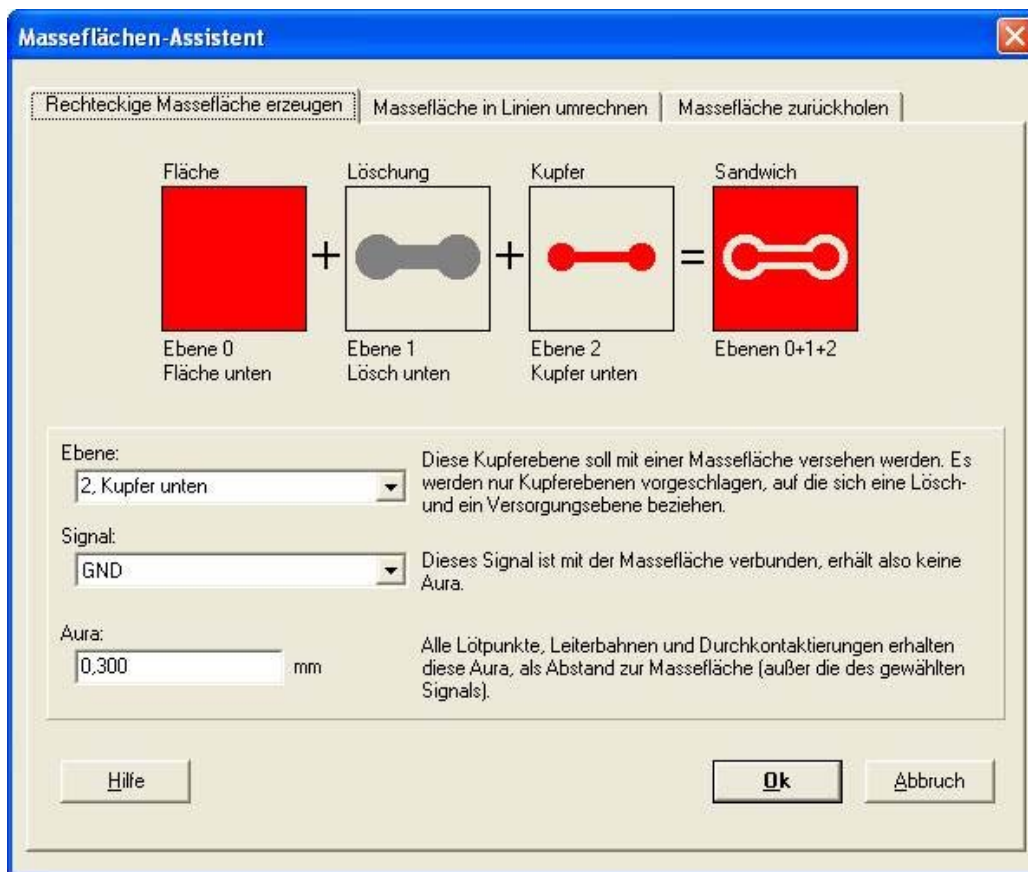 Masseflächen-Assistent
Rechteckige Massefläche erzeugen
Massefläche in Linien umrechnen
Massefläche zurückholen
Fläche
Löschung
Kupfer
Sandwich
+
+
=
Ebene 0
Fläche unten
Ebene 1
Lösch unten
Ebene 2
Kupfer unten
Ebenen 0+1+2
Ebene:
2, Kupfer unten
Diese Kupferebene soll mit einer Massefläche versehen werden. Es
werden nur Kupferebenen vorgeschlagen, auf die sich eine Lösch-
und ein Versorgungsebene beziehen.
Signal:
GND
Dieses Signal ist mit der Massefläche verbunden, erhält also keine
Aura.
Aura:
0,300 mm
Alle Lötpunkte, Leiterbahnen und Durchkontaktierungen erhalten
diese Aura, als Abstand zur Massefläche (außer die des gewählten
Signals).
Hilfe
Ok
Abbruch